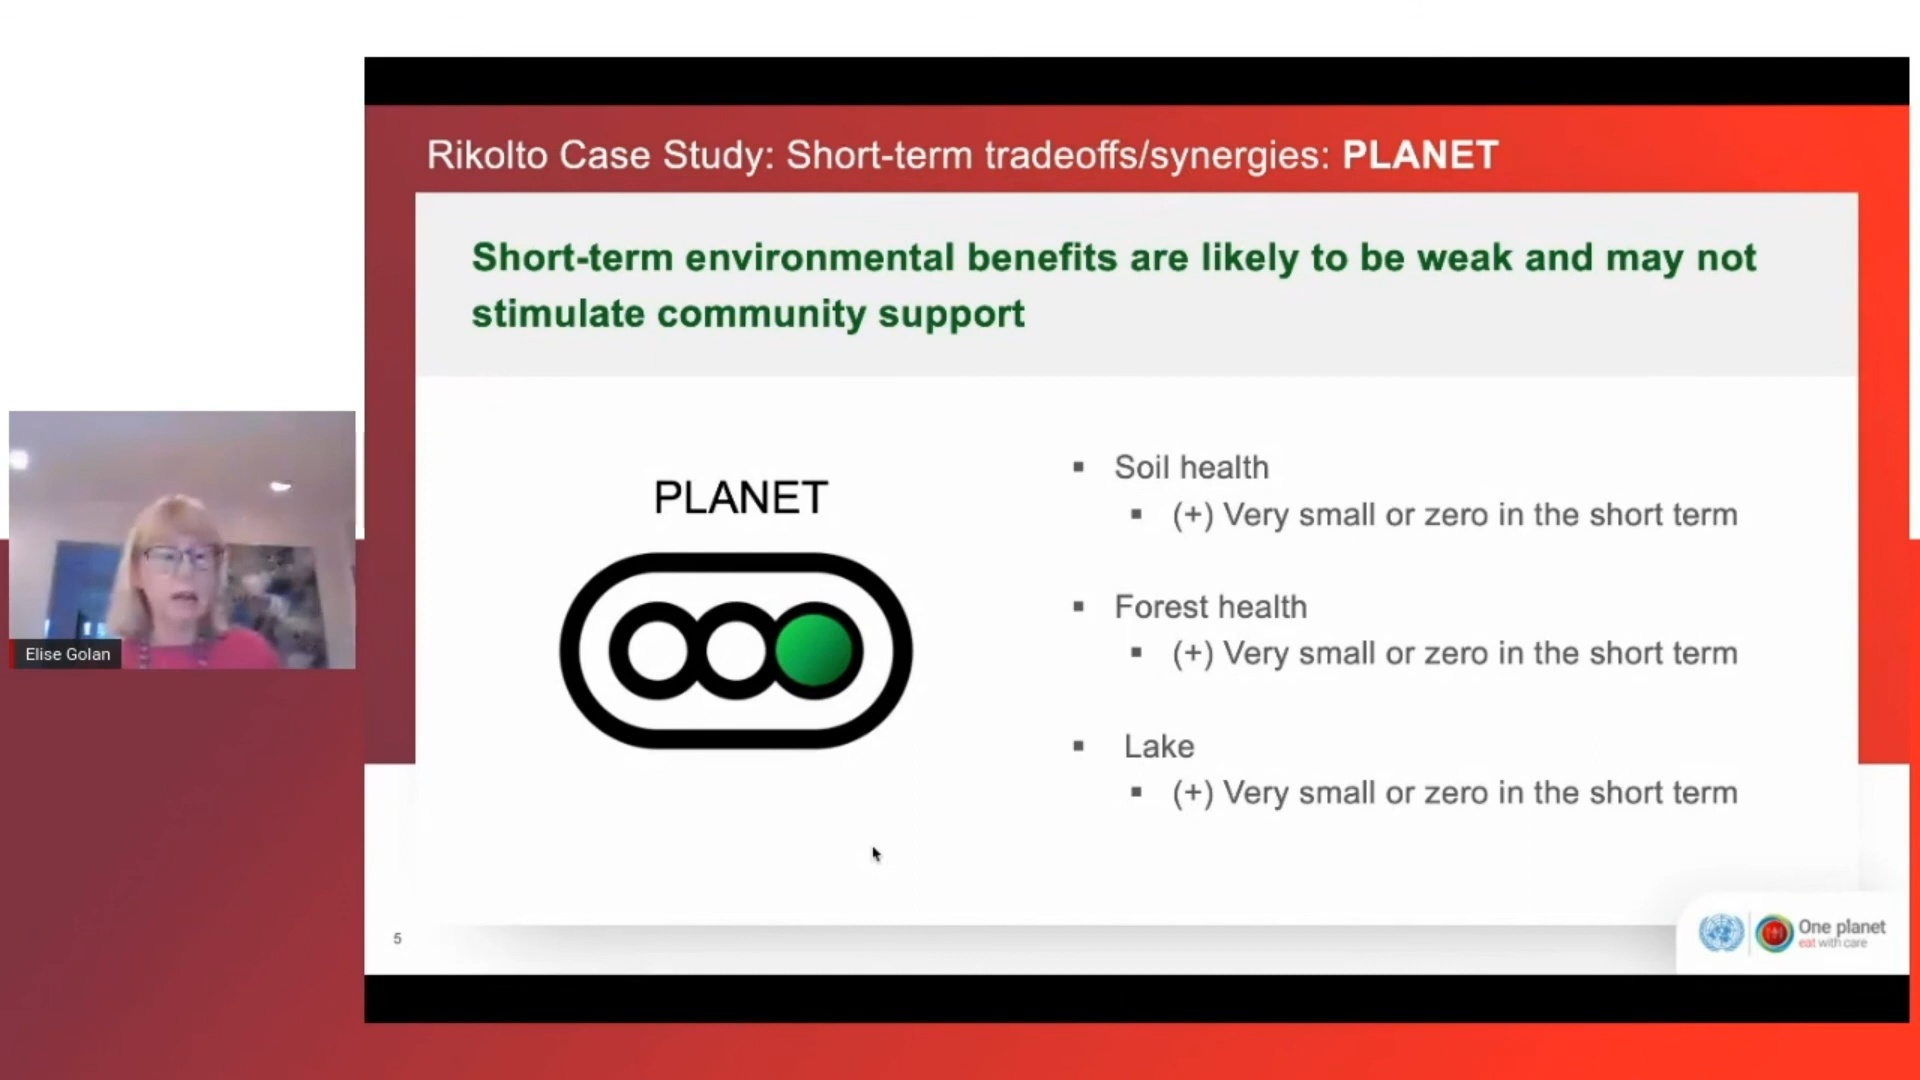 Rikolto Case Study: Short-term tradeoffs/synergies: PLANET
Short-term environmental benefits are likely to be weak and may not
stimulate community support
PLANET
▪ Soil health
▪ (+) Very small or zero in the short term
▪ Forest health
▪ (+) Very small or zero in the short term
▪ Lake
▪ (+) Very small or zero in the short term
Elise Golan
5
One planet
eat with care